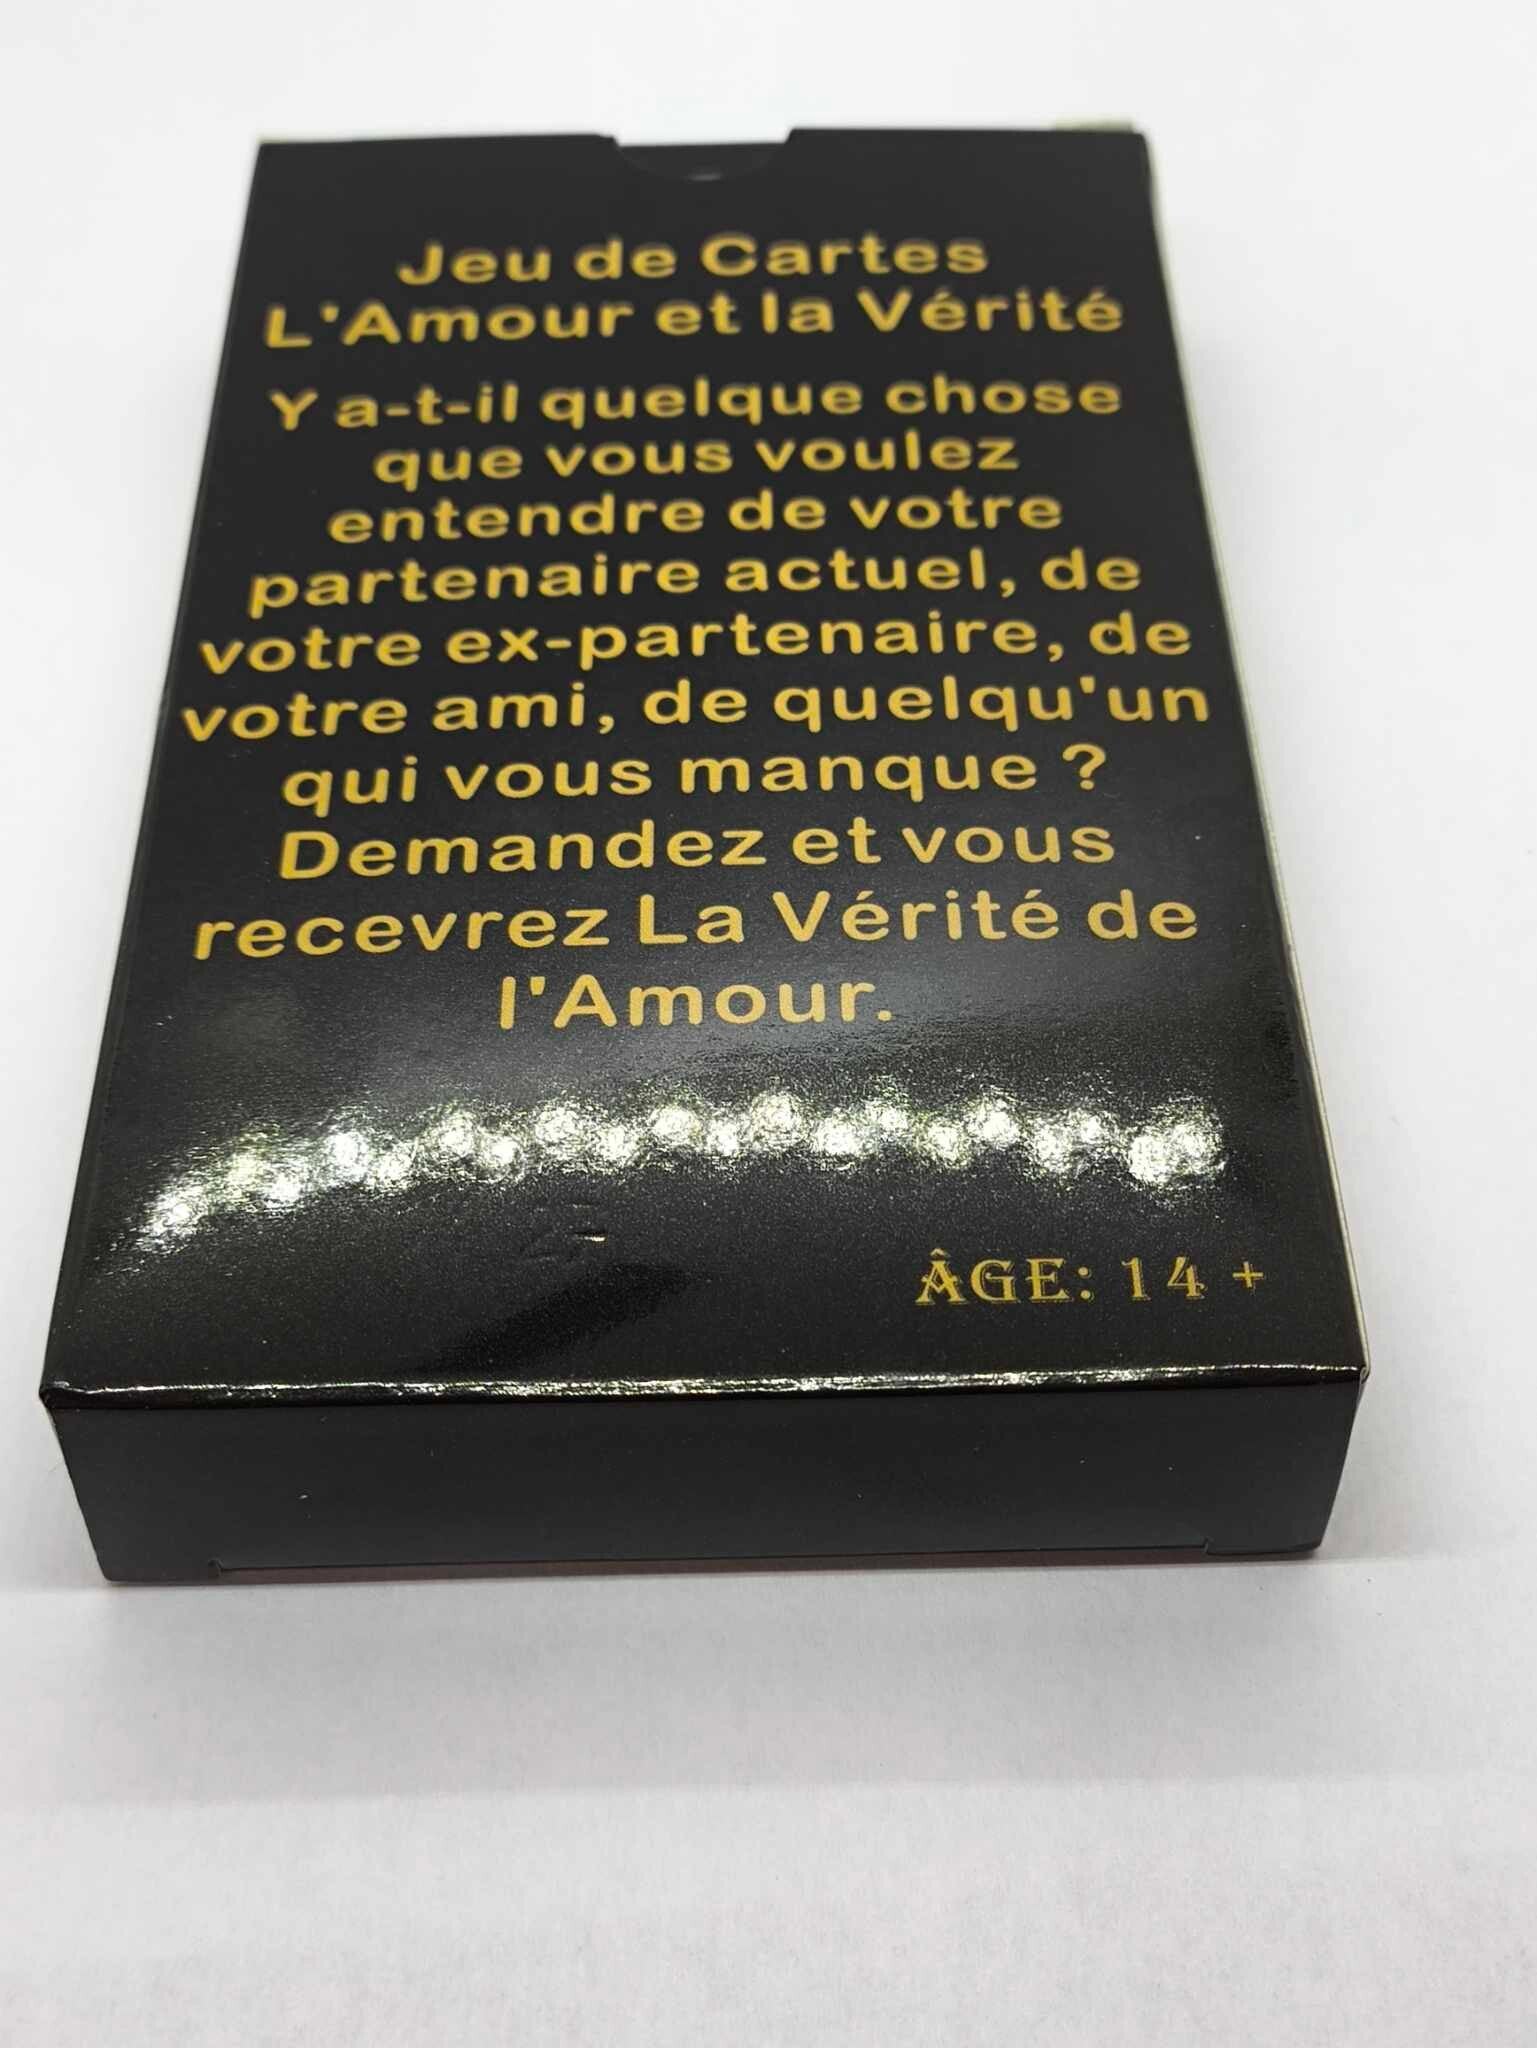 Jeu de Cartes
L'Amour et la Vérité
Y a-t-il quelque chose
que vous voulez
entendre de votre
partenaire actuel, de
votre ex-partenaire, de
votre ami, de quelqu'un
qui vous manque ?
Demandez et vous
recevrez La Vérité de
l'Amour.
ÂGE: 14 +